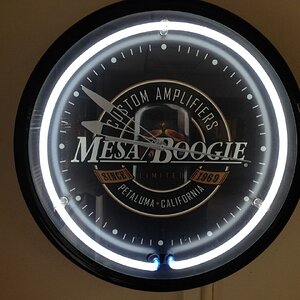 CUSTOM AMPLIFIERS
MESA/BOOGIE
SINCE LIMITED 1969
PETALUMA • CALIFORNIA